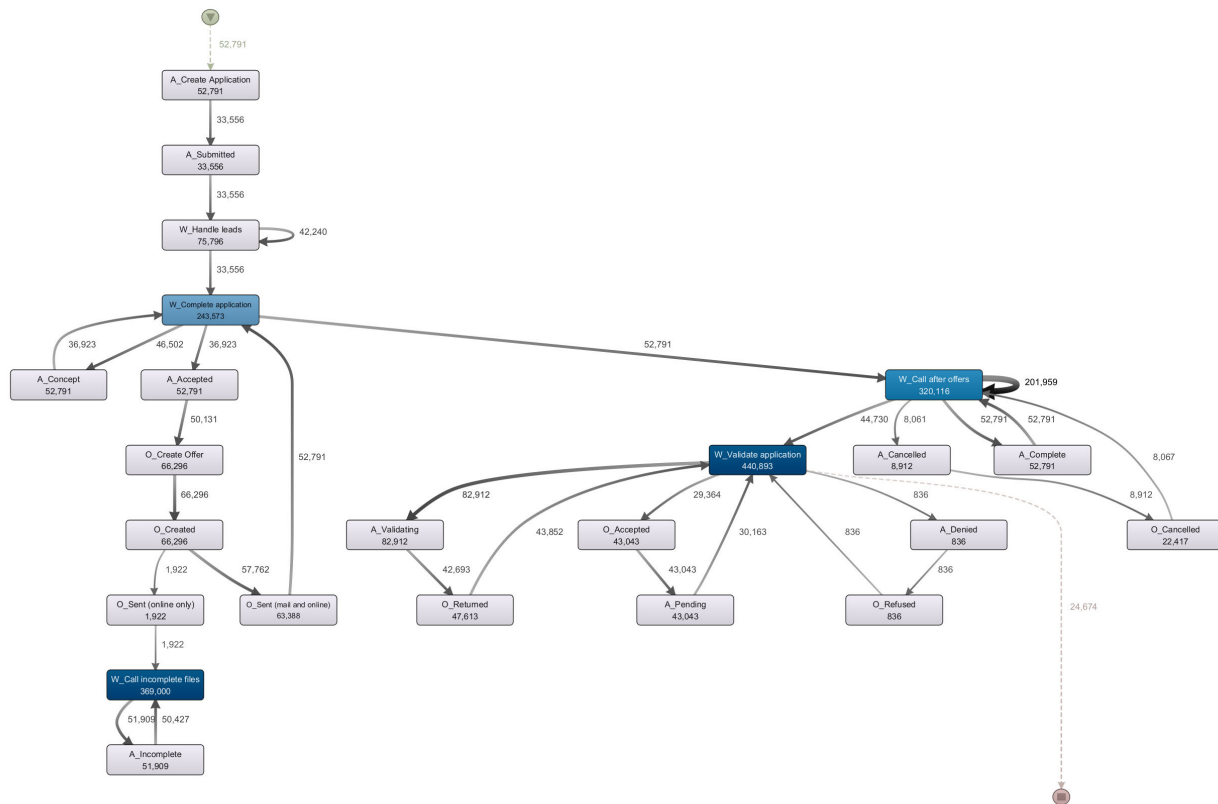 52,791
A_Create Application
52,791
33,556
A_Submitted
33,556
33,556
W_Handle leads
75,796
42,240
33,556
W_Complete application
243,573
36,923
46,502
36,923
52,791
A_Concept
52,791
A_Accepted
52,791
W_Call after offers
320,116
201,959
50,131
44,730
8,061
52,791
52,791
8,067
O_Create Offer
66,296
52,791
W_Validate application
440,893
A_Cancelled
8,912
A_Complete
52,791
66,296
82,912
29,364
836
8,912
O_Created
66,296
A_Validating
82,912
43,852
O_Accepted
43,043
30,163
836
A_Denied
836
O_Cancelled
22,417
1,922
57,762
42,693
43,043
836
O_Sent (online only)
1,922
O_Sent (mail and online)
63,388
O_Returned
47,613
A_Pending
43,043
O_Refused
836
24,674
1,922
W_Call incomplete files
369,000
51,909
50,427
A_Incomplete
51,909